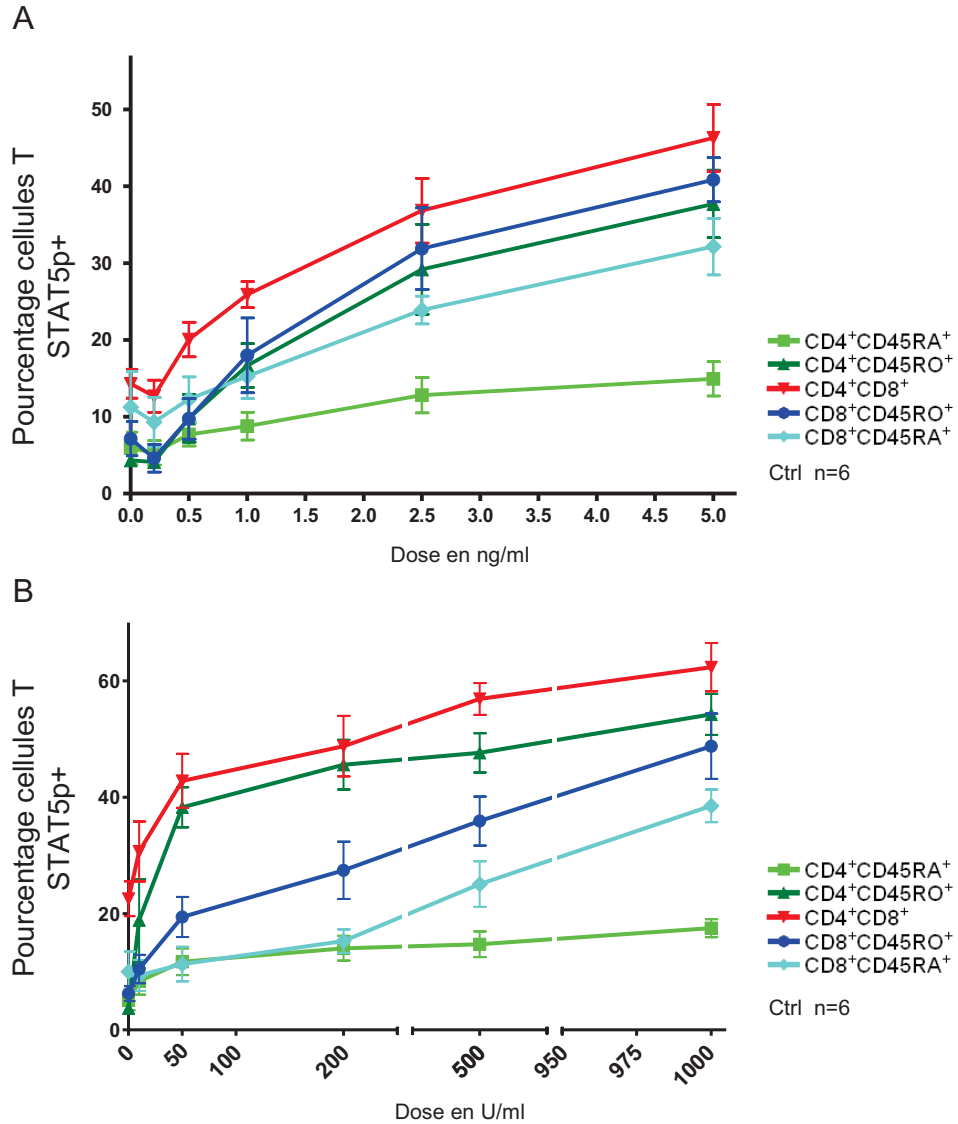 A
Pourcentage cellules T
STAT5p+
50
40
30
20
10
0
0.0 0.5 1.0 1.5 2.0 2.5 3.0 3.5 4.0 4.5 5.0
Dose en ng/ml
CD4⁺CD45RA⁺
CD4⁺CD45RO⁺
CD4⁺CD8⁺
CD8⁺CD45RO⁺
CD8⁺CD45RA⁺
Ctrl n=6
B
Pourcentage cellules T
STAT5p+
60
40
20
0
0 50 100 200 500 950 975 1000
Dose en U/ml
CD4⁺CD45RA⁺
CD4⁺CD45RO⁺
CD4⁺CD8⁺
CD8⁺CD45RO⁺
CD8⁺CD45RA⁺
Ctrl n=6